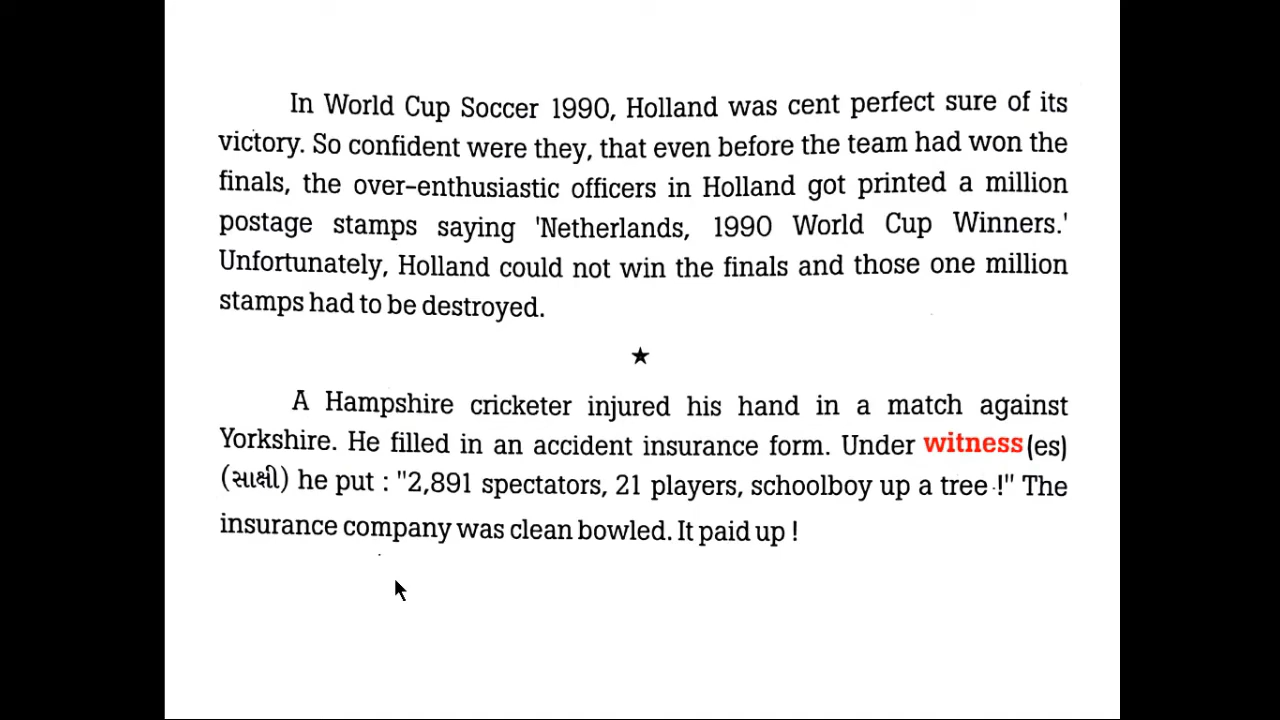 In World Cup Soccer 1990, Holland was cent perfect sure of its
victory. So confident were they, that even before the team had won the
finals, the over-enthusiastic officers in Holland got printed a million
postage stamps saying 'Netherlands, 1990 World Cup Winners.'
Unfortunately, Holland could not win the finals and those one million
stamps had to be destroyed.
★
A Hampshire cricketer injured his hand in a match against
Yorkshire. He filled in an accident insurance form. Under witness(es)
(સાક્ષી) he put : "2,891 spectators, 21 players, schoolboy up a tree !" The
insurance company was clean bowled. It paid up !